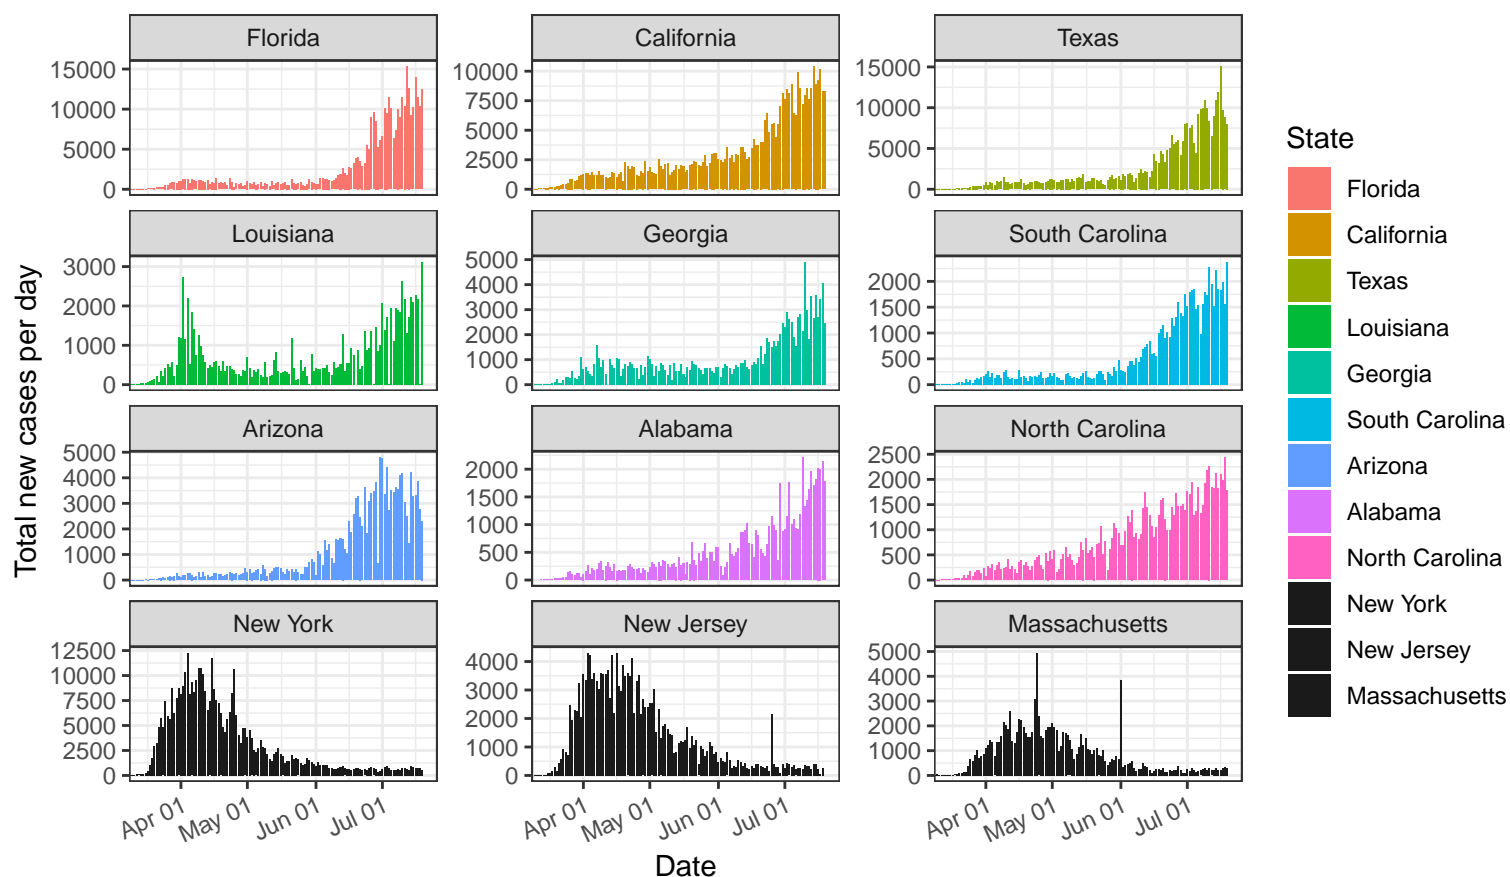 Florida
California
Texas
15000
10000
5000
0
10000
7500
5000
2500
0
15000
10000
5000
0
Louisiana
Georgia
South Carolina
3000
2000
1000
0
5000
4000
3000
2000
1000
0
2000
1500
1000
500
0
Arizona
Alabama
North Carolina
5000
4000
3000
2000
1000
0
2000
1500
1000
500
0
2500
2000
1500
1000
500
0
New York
New Jersey
Massachusetts
12500
10000
7500
5000
2500
0
4000
3000
2000
1000
0
5000
4000
3000
2000
1000
0
Apr 01
May 01
Jun 01
Jul 01
Apr 01
May 01
Jun 01
Jul 01
Apr 01
May 01
Jun 01
Jul 01
Total new cases per day
Date
State
Florida
California
Texas
Louisiana
Georgia
South Carolina
Arizona
Alabama
North Carolina
New York
New Jersey
Massachusetts